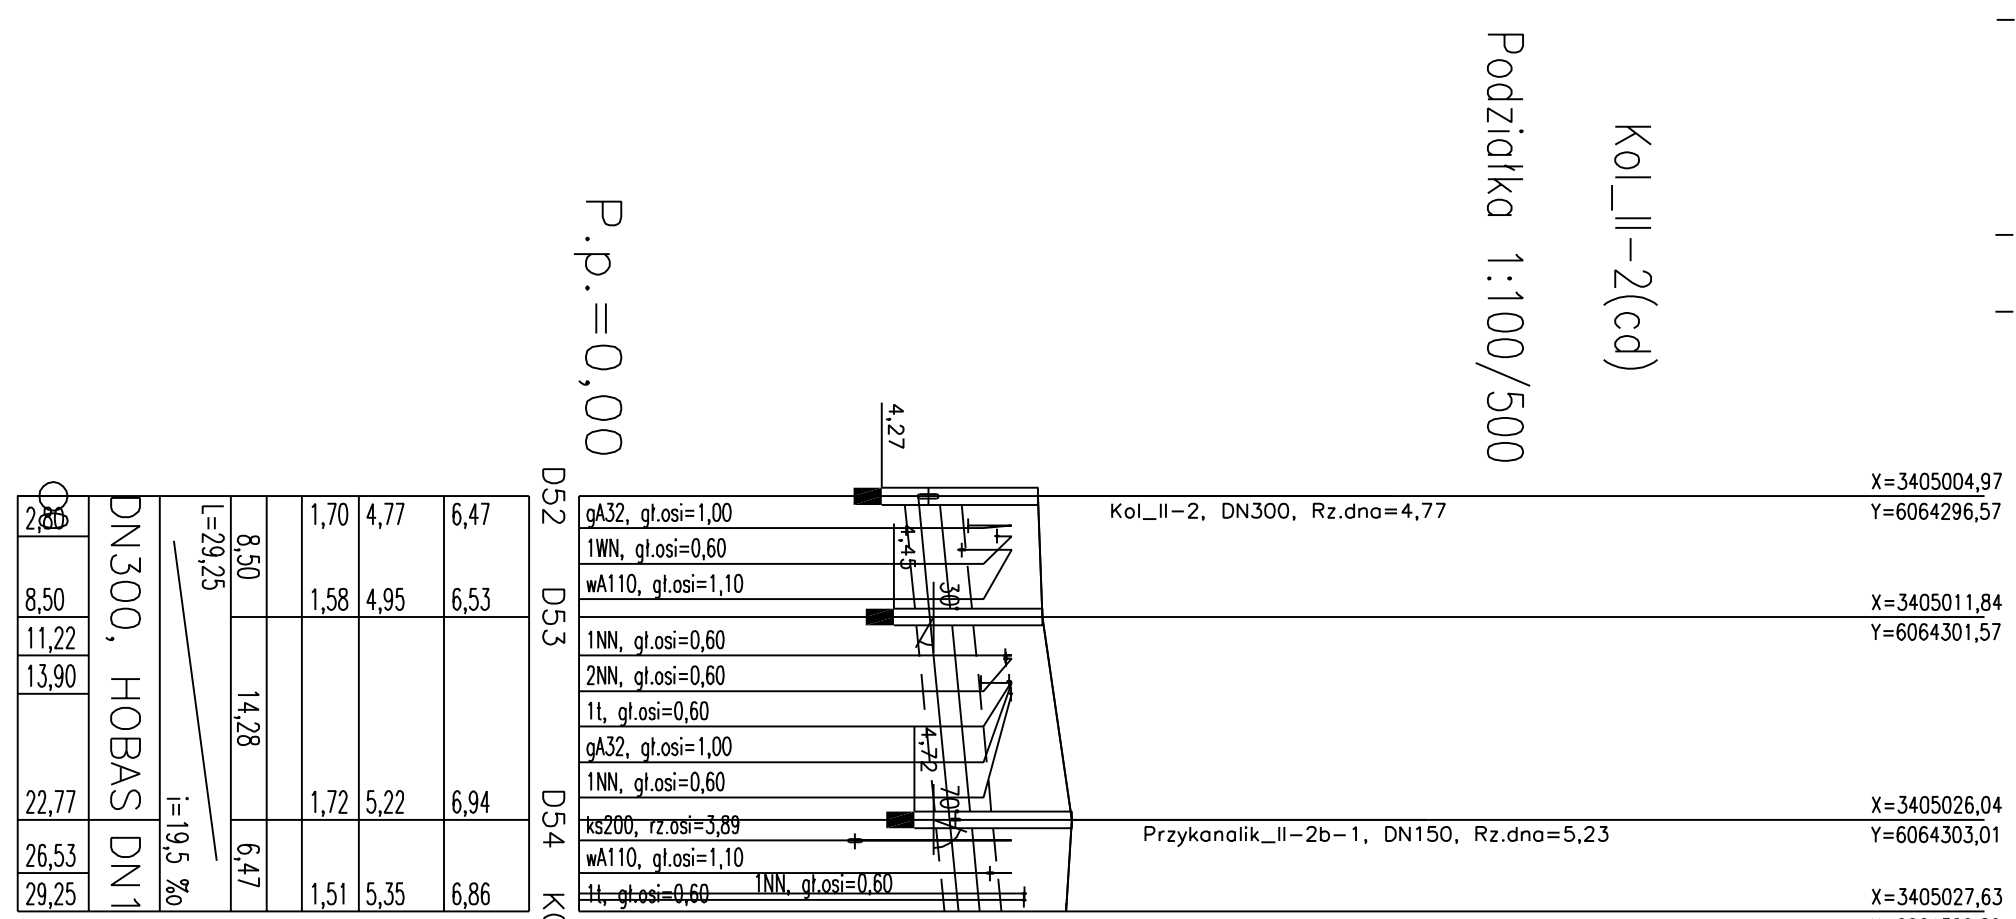 Kol_II-2(cd)
Podziałka 1:100/500
P.p.=0,00
4,27
4,45
30°
4,72
70°
X=3405004,97
Y=6064296,57
X=3405011,84
Y=6064301,57
X=3405026,04
Y=6064303,01
X=3405027,63
Kol_II-2, DN300, Rz.dna=4,77
Przykanalik_II-2b-1, DN150, Rz.dna=5,23
gA32, gł.osi=1,00
1WN, gł.osi=0,60
wA110, gł.osi=1,10
1NN, gł.osi=0,60
2NN, gł.osi=0,60
1t, gł.osi=0,60
gA32, gł.osi=1,00
1NN, gł.osi=0,60
ks200, rz.osi=3,89
wA110, gł.osi=1,10
1NN, gł.osi=0,60
1t, gł.osi=0,60
D52
D53
D54
6,47
6,53
6,94
6,86
4,77
4,95
5,22
5,35
1,70
1,58
1,72
1,51
8,50
14,28
6,47
L=29,25
i=19,5 ‰
DN300, HOBAS
DN1
8,50
11,22
13,90
22,77
26,53
29,25